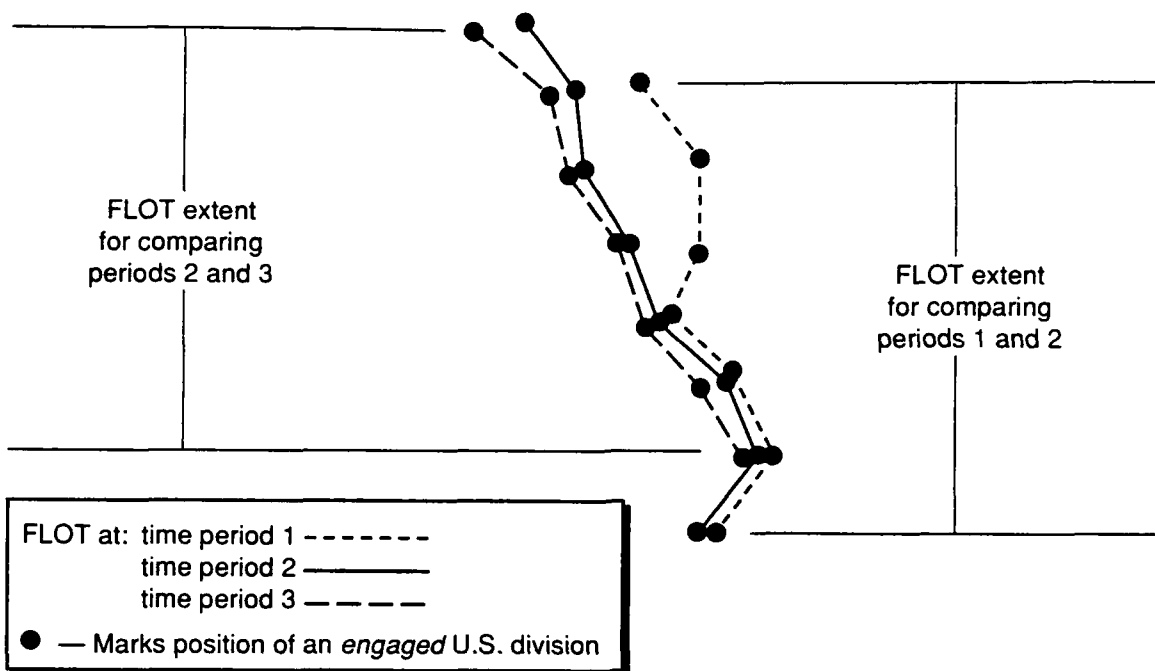 FLOT extent
for comparing
periods 2 and 3
FLOT extent
for comparing
periods 1 and 2
FLOT at: time period 1
time period 2
time period 3
— Marks position of an engaged U.S. division